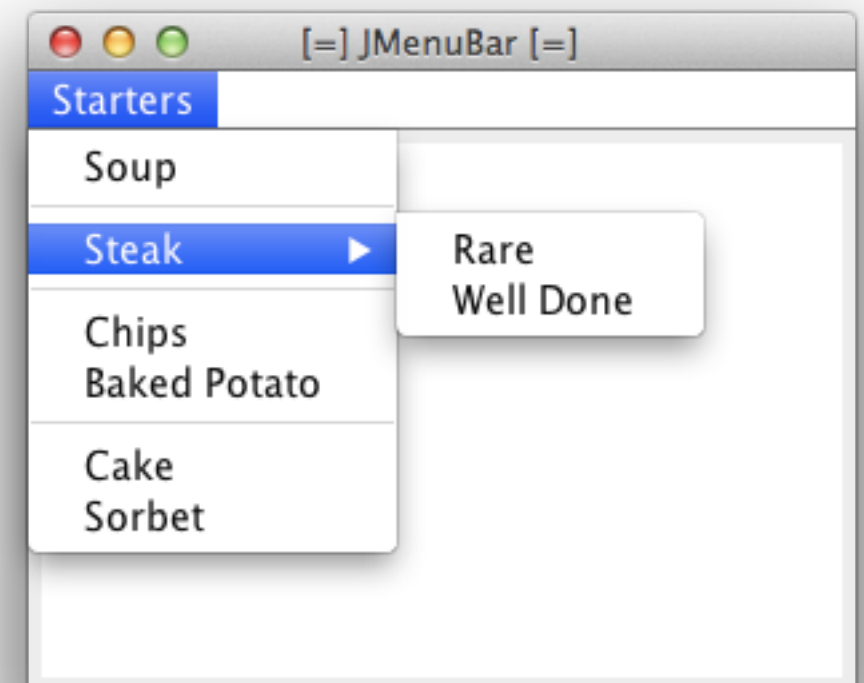 [=] JMenuBar [=]
Starters
Soup
Steak
Rare
Well Done
Chips
Baked Potato
Cake
Sorbet